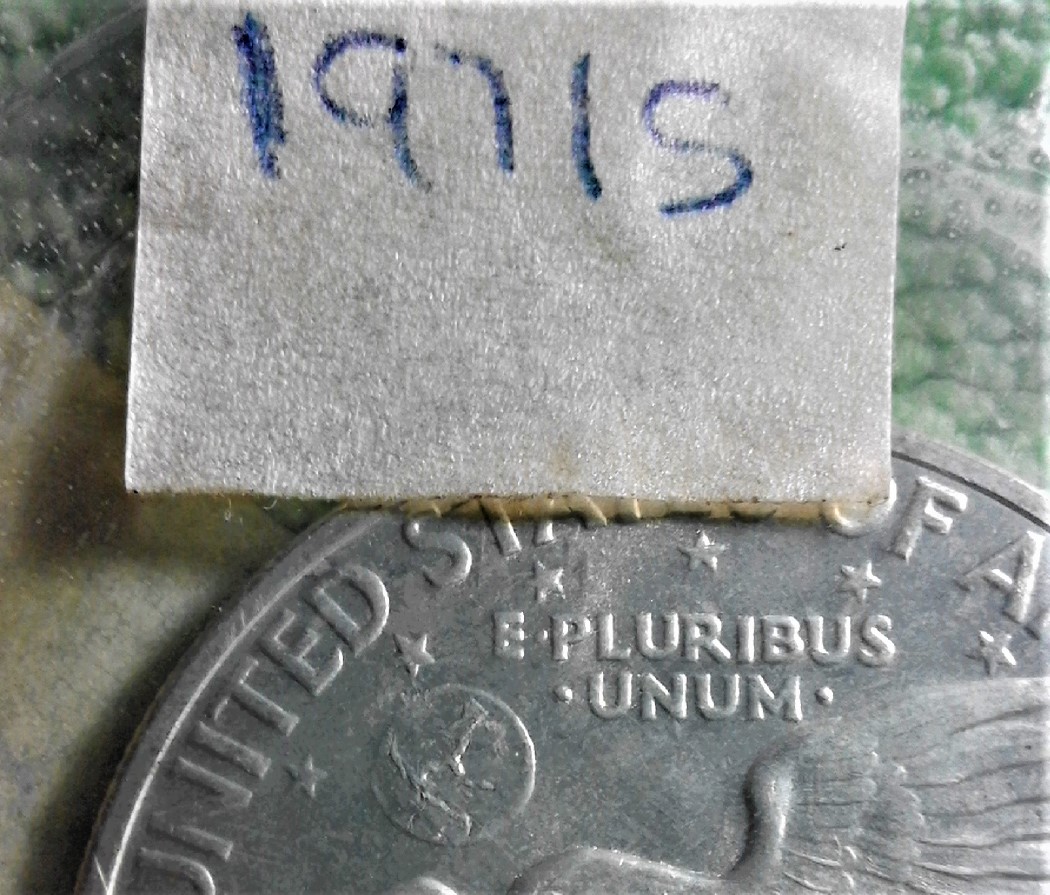 1971S
UNITED STATES OF A
E·PLURIBUS
·UNUM·